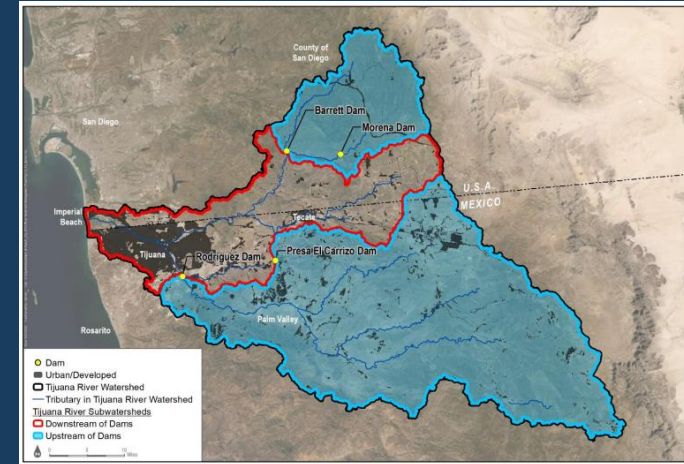 County of
San Diego
Barrett Dam
Morena Dam
San Diego
U.S.A.
MEXICO
Imperial
Beach
Tecate
Tijuana
Rodriguez Dam
Presa El Carrizo Dam
Palm Valley
Rosarito
Dam
Urban/Developed
Tijuana River Watershed
Tributary in Tijuana River Watershed
Tijuana River Subwatersheds
Downstream of Dams
Upstream of Dams
0 5 10
Miles